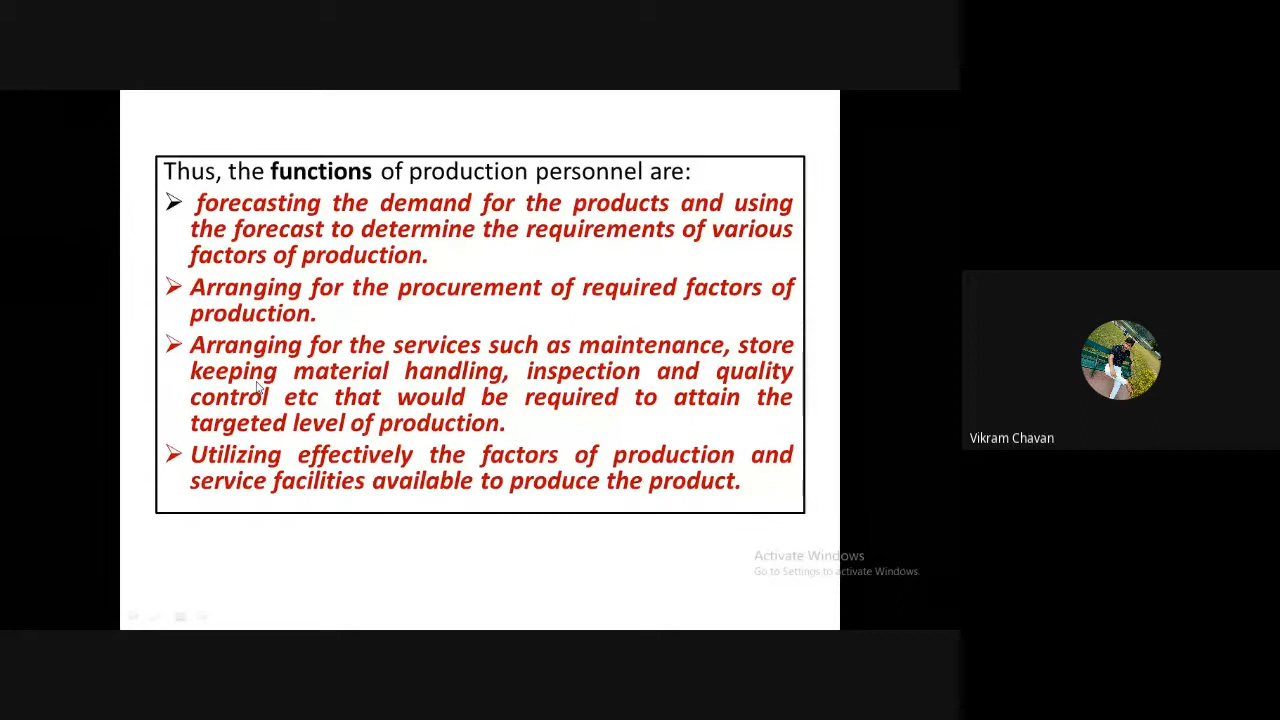 Thus, the functions of production personnel are:
➢ forecasting the demand for the products and using
the forecast to determine the requirements of various
factors of production.
➢ Arranging for the procurement of required factors of
production.
➢ Arranging for the services such as maintenance, store
keeping material handling, inspection and quality
control etc that would be required to attain the
targeted level of production.
➢ Utilizing effectively the factors of production and
service facilities available to produce the product.
Vikram Chavan
Activate Windows
Go to Settings to activate Windows.